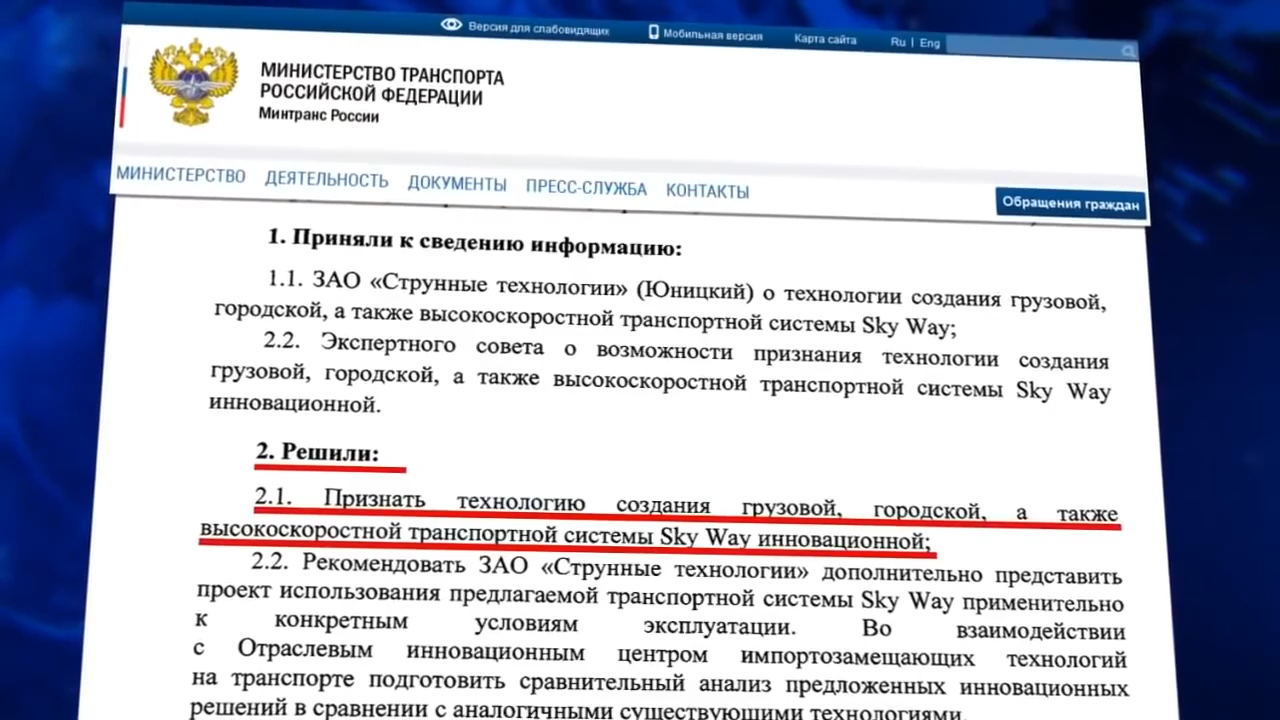 Версия для слабовидящих Мобильная версия Карта сайта Ru | Eng
МИНИСТЕРСТВО ТРАНСПОРТА
РОССИЙСКОЙ ФЕДЕРАЦИИ
Минтранс России
МИНИСТЕРСТВО ДЕЯТЕЛЬНОСТЬ ДОКУМЕНТЫ ПРЕСС-СЛУЖБА КОНТАКТЫ
Обращения граждан
1. Приняли к сведению информацию:
1.1. ЗАО «Струнные технологии» (Юницкий) о технологии создания грузовой,
городской, а также высокоскоростной транспортной системы Sky Way;
2.2. Экспертного совета о возможности признания технологии создания
грузовой, городской, а также высокоскоростной транспортной системы Sky Way
инновационной.
2. Решили:
2.1. Признать технологию создания грузовой, городской, а также
высокоскоростной транспортной системы Sky Way инновационной;
2.2. Рекомендовать ЗАО «Струнные технологии» дополнительно представить
проект использования предлагаемой транспортной системы Sky Way применительно
к конкретным условиям эксплуатации. Во взаимодействии
с Отраслевым инновационным центром импортозамещающих технологий
на транспорте подготовить сравнительный анализ предложенных инновационных
решений в сравнении с аналогичными существующими технологиями.